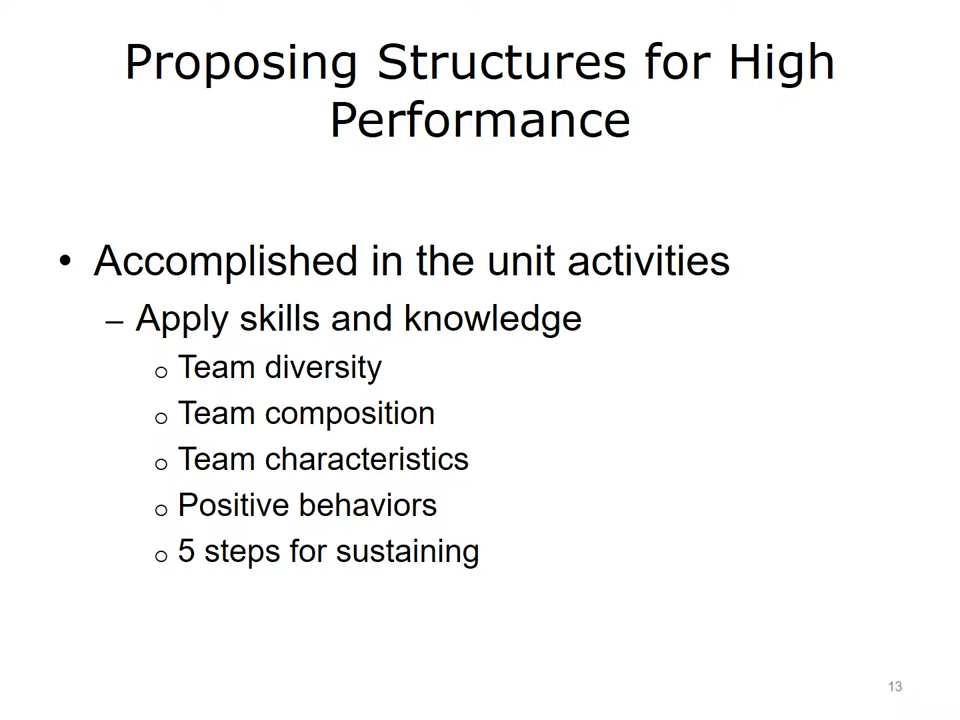 Proposing Structures for High
Performance
• Accomplished in the unit activities
– Apply skills and knowledge
o Team diversity
o Team composition
o Team characteristics
o Positive behaviors
o 5 steps for sustaining
13